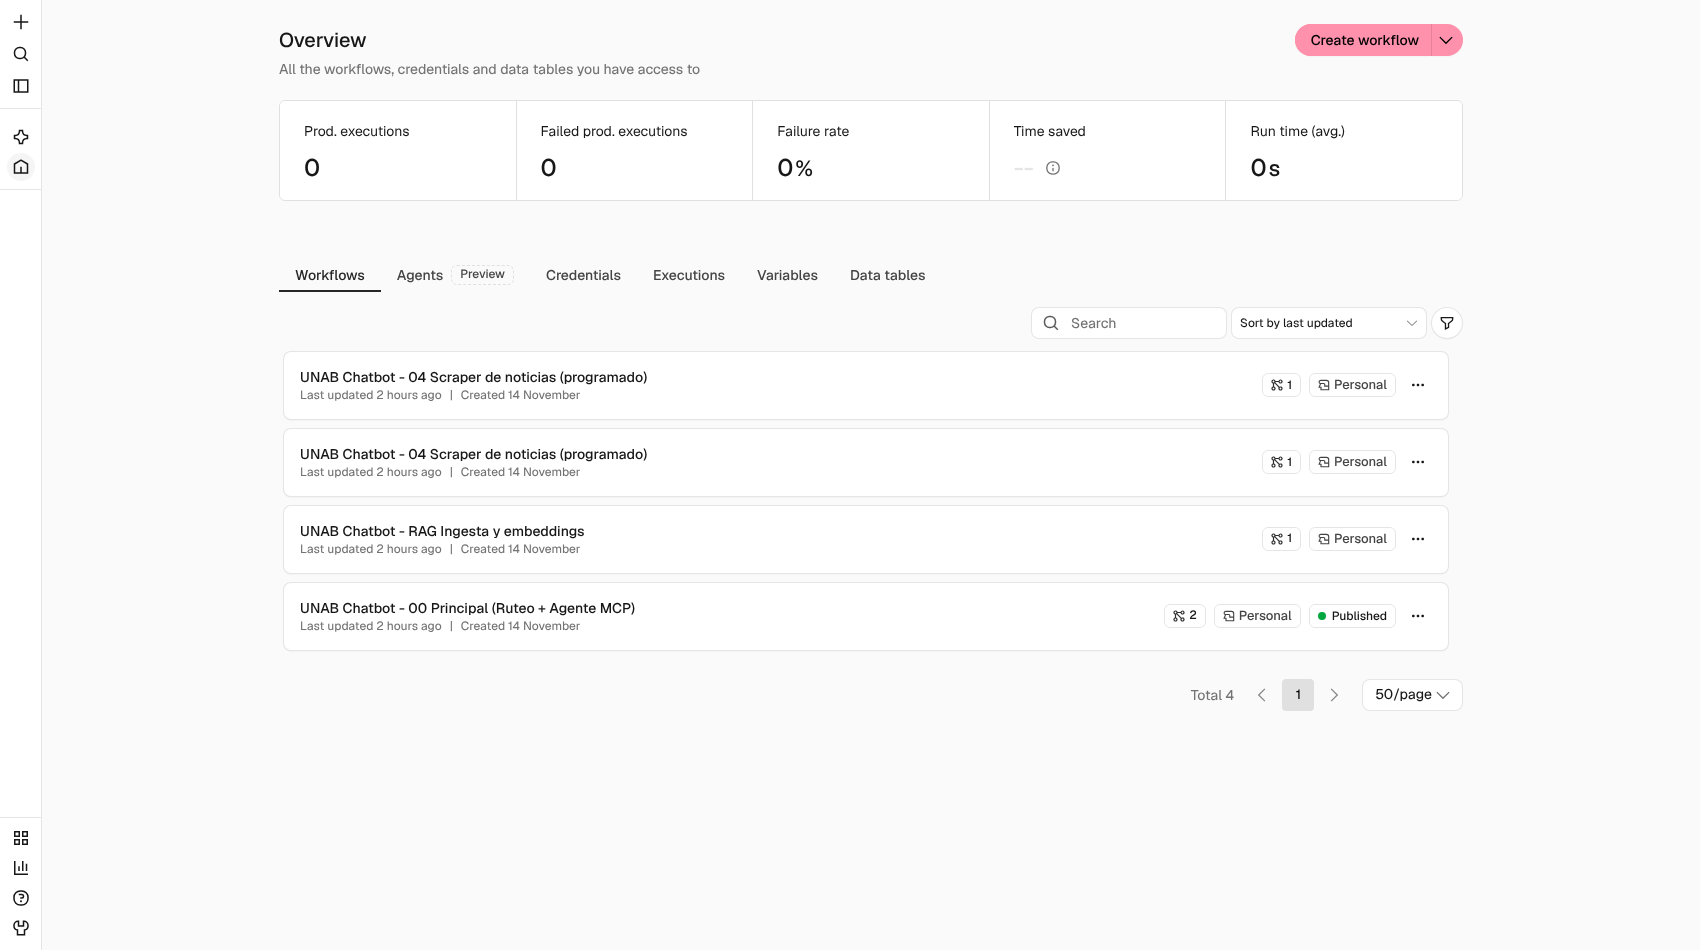 Overview
Create workflow
All the workflows, credentials and data tables you have access to
Prod. executions
0
Failed prod. executions
0
Failure rate
0%
Time saved
--
Run time (avg.)
0s
Workflows
Agents
Preview
Credentials
Executions
Variables
Data tables
Search
Sort by last updated
UNAB Chatbot - 04 Scraper de noticias (programado)
Last updated 2 hours ago | Created 14 November
1
Personal
UNAB Chatbot - 04 Scraper de noticias (programado)
Last updated 2 hours ago | Created 14 November
1
Personal
UNAB Chatbot - RAG Ingesta y embeddings
Last updated 2 hours ago | Created 14 November
1
Personal
UNAB Chatbot - 00 Principal (Ruteo + Agente MCP)
Last updated 2 hours ago | Created 14 November
2
Personal
Published
Total 4
1
50/page